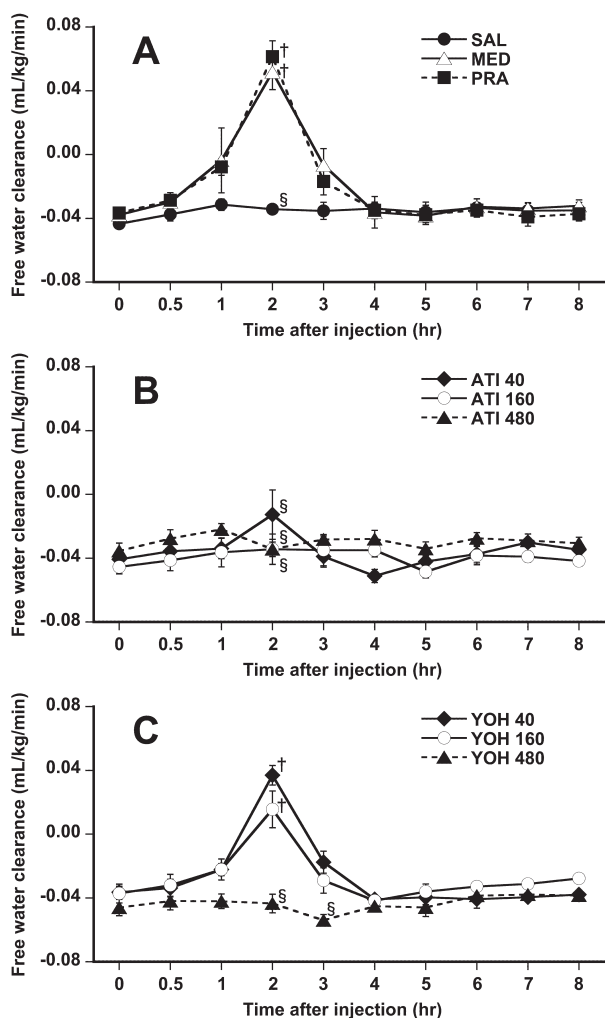 A
SAL
MED
PRA
Free water clearance (mL/kg/min)
0.08
0.04
0.00
-0.04
-0.08
†
†
§
0 0.5 1 2 3 4 5 6 7 8
Time after injection (hr)
B
ATI 40
ATI 160
ATI 480
Free water clearance (mL/kg/min)
0.08
0.04
0.00
-0.04
-0.08
§
§
§
0 0.5 1 2 3 4 5 6 7 8
Time after injection (hr)
C
YOH 40
YOH 160
YOH 480
Free water clearance (mL/kg/min)
0.08
0.04
0.00
-0.04
-0.08
†
†
§
§
0 0.5 1 2 3 4 5 6 7 8
Time after injection (hr)